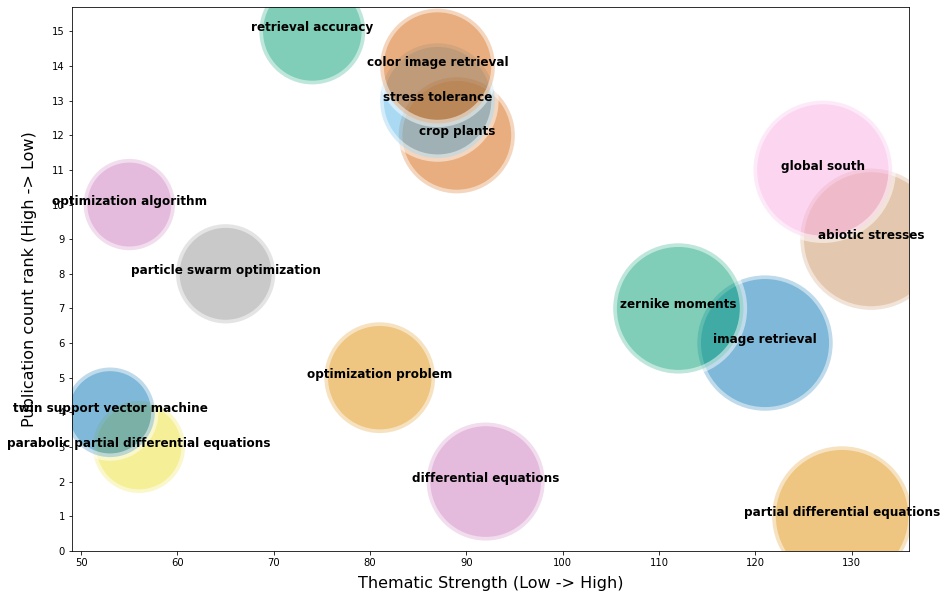 15
retrieval accuracy
14
color image retrieval
13
stress tolerance
12
crop plants
11
global south
10
optimization algorithm
9
abiotic stresses
8
particle swarm optimization
7
zernike moments
6
image retrieval
5
optimization problem
4
twin support vector machine
3
parabolic partial differential equations
2
differential equations
1
partial differential equations
0
50 60 70 80 90 100 110 120 130
Publication count rank (High -> Low)
Thematic Strength (Low -> High)